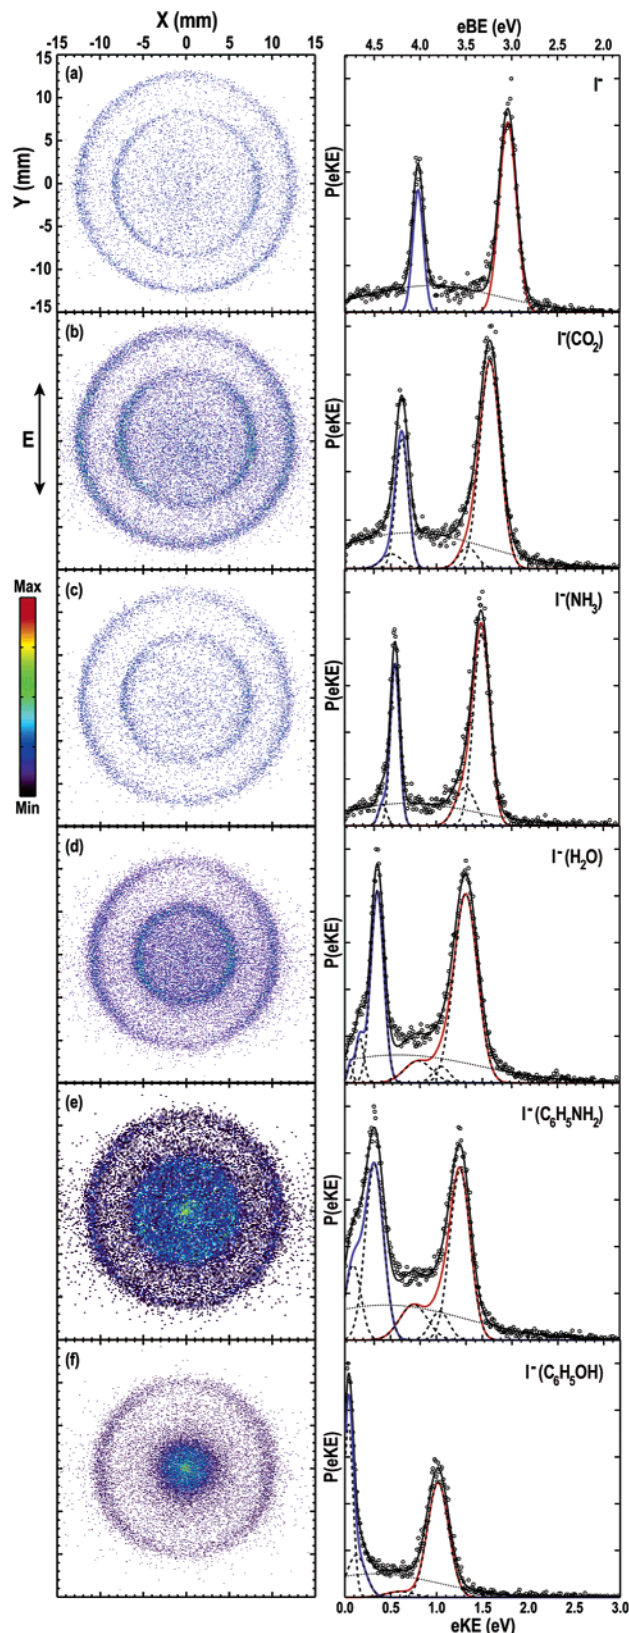 X (mm)
-15 -10 -5 0 5 10 15
eBE (eV)
4.5 4.0 3.5 3.0 2.5 2.0
(a)
15
10
5
0
-5
-10
-15
Y (mm)
P(eKE)
I⁻
(b)
E
P(eKE)
I⁻(CO₂)
Max
Min
(c)
P(eKE)
I⁻(NH₃)
(d)
P(eKE)
I⁻(H₂O)
(e)
P(eKE)
I⁻(C₆H₅NH₂)
(f)
P(eKE)
I⁻(C₆H₅OH)
0.0 0.5 1.0 1.5 2.0 2.5 3.0
eKE (eV)